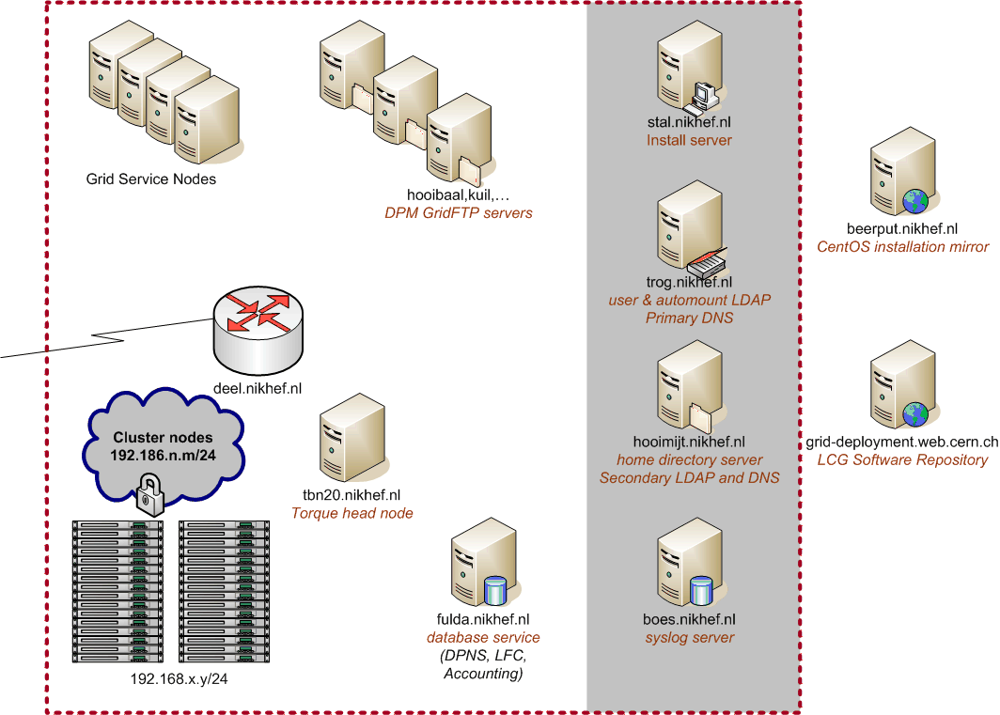 Grid Service Nodes
hooibaal,kuil,…
DPM GridFTP servers
stal.nikhef.nl
Install server
beerput.nikhef.nl
CentOS installation mirror
trog.nikhef.nl
user & automount LDAP
Primary DNS
deel.nikhef.nl
Cluster nodes
192.186.n.m/24
tbn20.nikhef.nl
Torque head node
hooimijt.nikhef.nl
home directory server
Secondary LDAP and DNS
grid-deployment.web.cern.ch
LCG Software Repository
fulda.nikhef.nl
database service
(DPNS, LFC,
Accounting)
boes.nikhef.nl
syslog server
192.168.x.y/24